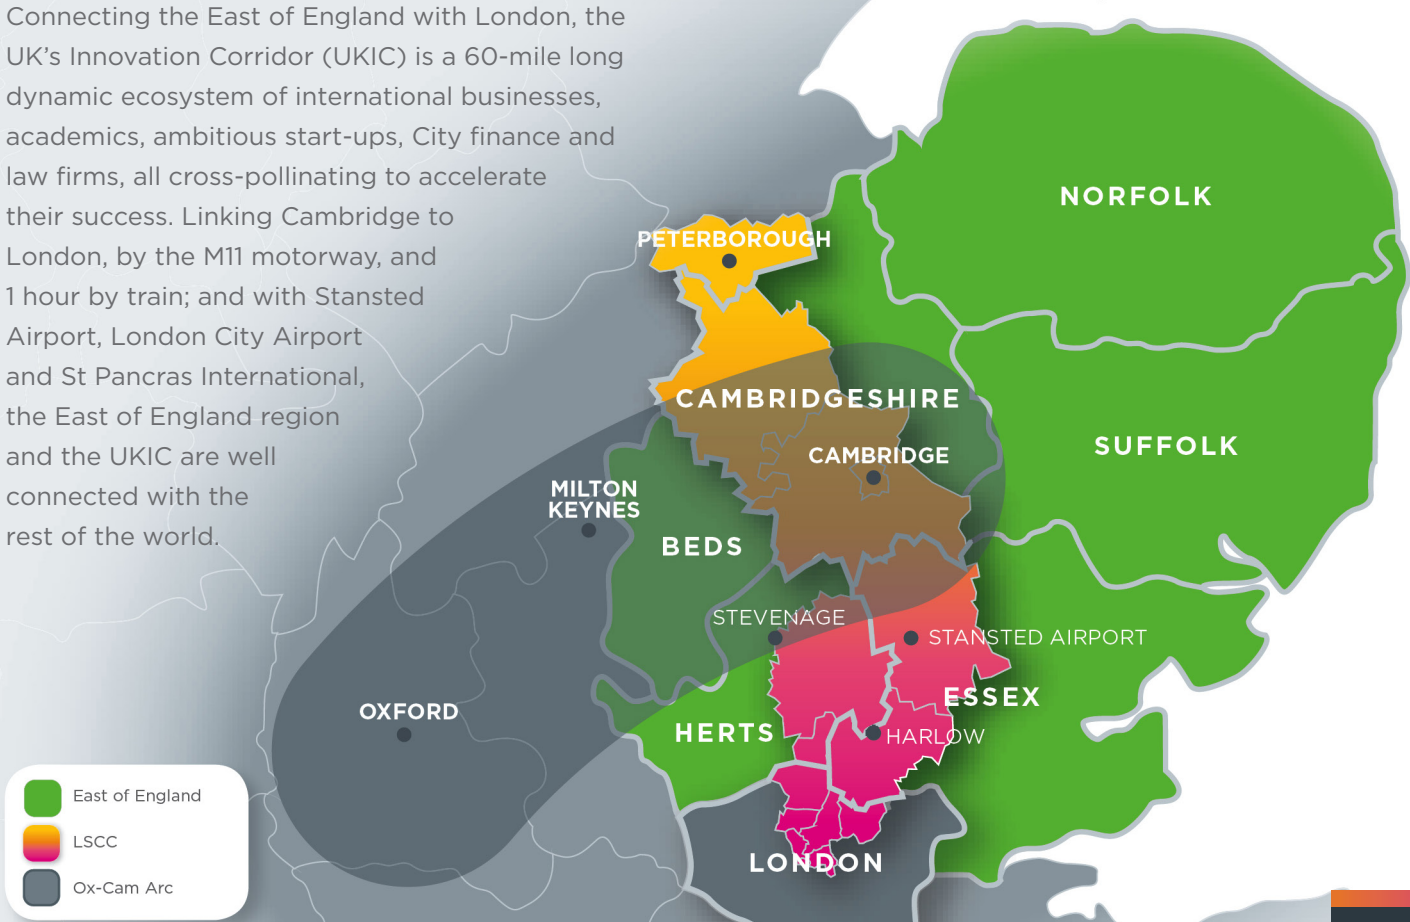 Connecting the East of England with London, the
UK’s Innovation Corridor (UKIC) is a 60-mile long
dynamic ecosystem of international businesses,
academics, ambitious start-ups, City finance and
law firms, all cross-pollinating to accelerate
their success. Linking Cambridge to
London, by the M11 motorway, and
1 hour by train; and with Stansted
Airport, London City Airport
and St Pancras International,
the East of England region
and the UKIC are well
connected with the
rest of the world.
NORFOLK
PETERBOROUGH
CAMBRIDGESHIRE
SUFFOLK
CAMBRIDGE
MILTON
KEYNES
BEDS
STEVENAGE
STANSTED AIRPORT
ESSEX
OXFORD
HERTS
HARLOW
LONDON
East of England
LSCC
Ox-Cam Arc